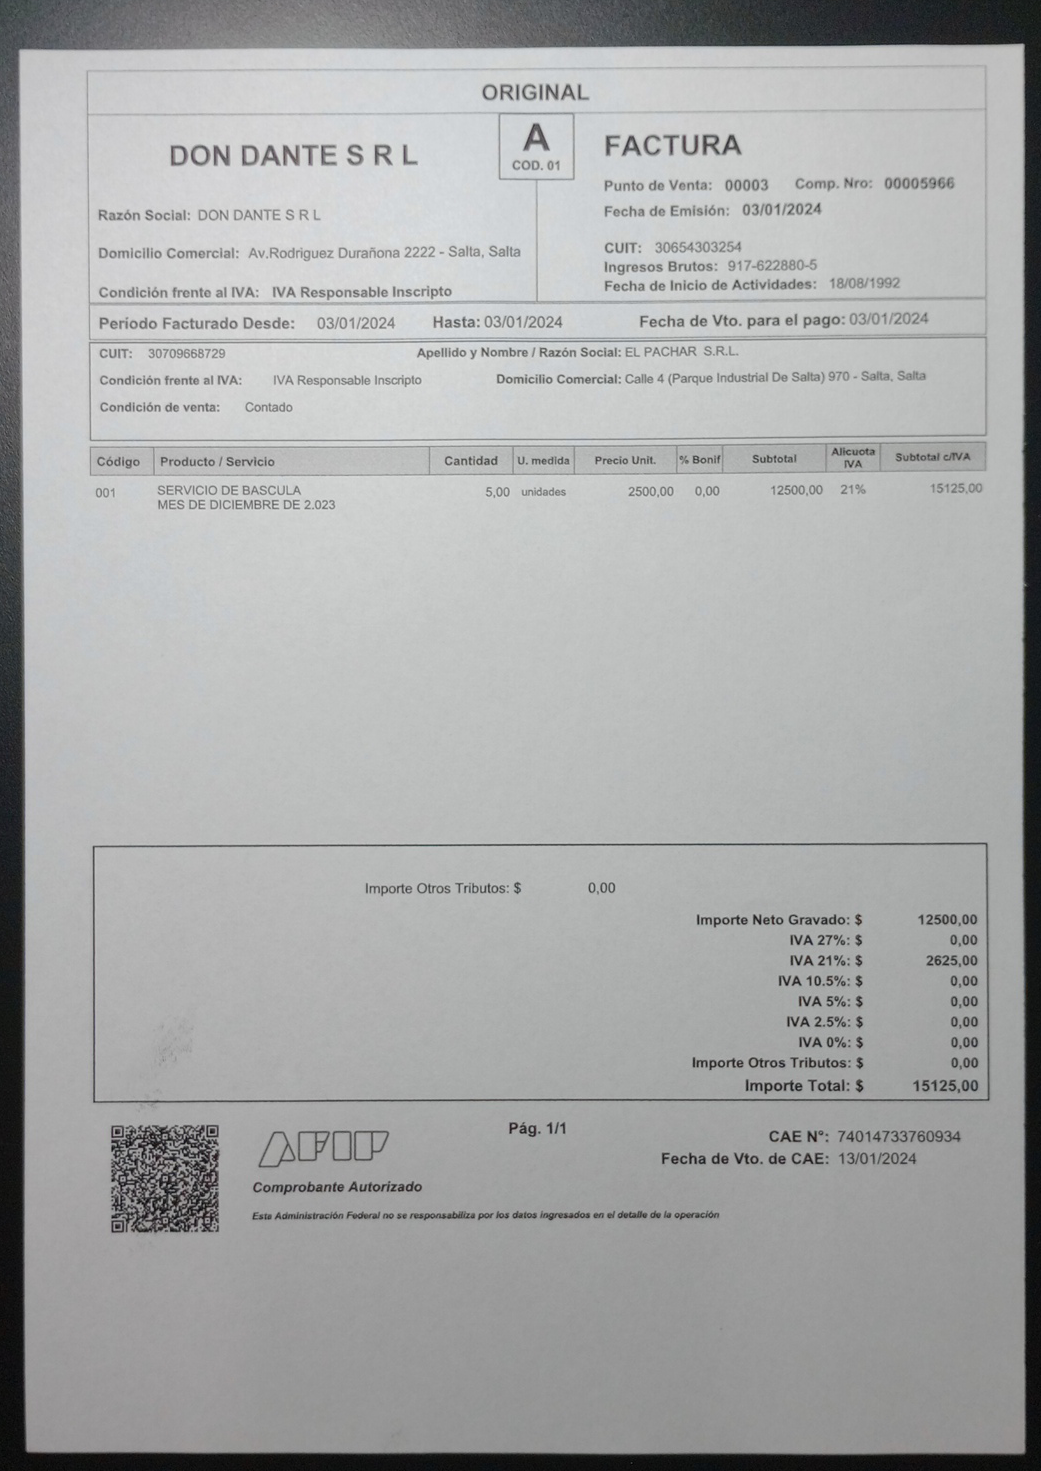 ORIGINAL
DON DANTE S R L
A
COD. 01
FACTURA
Punto de Venta: 00003 Comp. Nro: 00005966
Fecha de Emisión: 03/01/2024
Razón Social: DON DANTE S R L
Domicilio Comercial: Av.Rodriguez Durañona 2222 - Salta, Salta
Condición frente al IVA: IVA Responsable Inscripto
CUIT: 30654303254
Ingresos Brutos: 917-622880-5
Fecha de Inicio de Actividades: 18/08/1992
Período Facturado Desde: 03/01/2024 Hasta: 03/01/2024 Fecha de Vto. para el pago: 03/01/2024
CUIT: 30709668729 Apellido y Nombre / Razón Social: EL PACHAR S.R.L.
Condición frente al IVA: IVA Responsable Inscripto Domicilio Comercial: Calle 4 (Parque Industrial De Salta) 970 - Salta, Salta
Condición de venta: Contado
Código Producto / Servicio Cantidad U. medida Precio Unit. % Bonif Subtotal Alicuota IVA Subtotal c/IVA
001 SERVICIO DE BASCULA 5,00 unidades 2500,00 0,00 12500,00 21% 15125,00
MES DE DICIEMBRE DE 2.023
Importe Otros Tributos: $ 0,00
Importe Neto Gravado: $ 12500,00
IVA 27%: $ 0,00
IVA 21%: $ 2625,00
IVA 10.5%: $ 0,00
IVA 5%: $ 0,00
IVA 2.5%: $ 0,00
IVA 0%: $ 0,00
Importe Otros Tributos: $ 0,00
Importe Total: $ 15125,00
AFIP
Pág. 1/1
CAE N°: 74014733760934
Fecha de Vto. de CAE: 13/01/2024
Comprobante Autorizado
Esta Administración Federal no se responsabiliza por los datos ingresados en el detalle de la operación